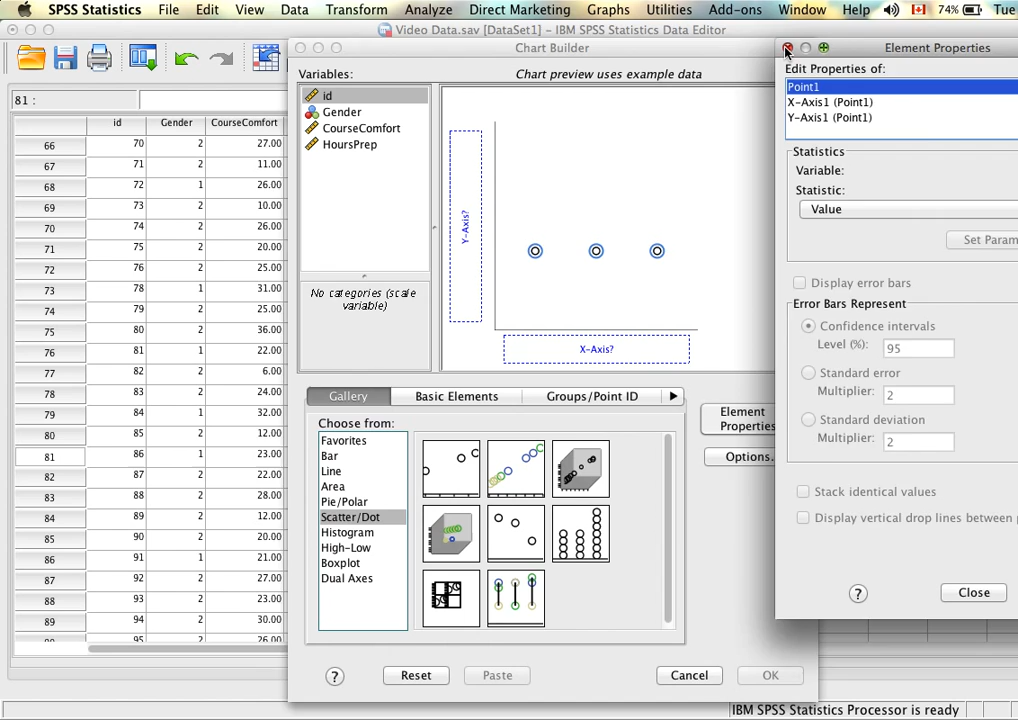 SPSS Statistics File Edit View Data Transform Analyze Direct Marketing Graphs Utilities Add-ons Window Help 74% Tue
Video Data.sav [DataSet1] - IBM SPSS Statistics Data Editor
Chart Builder
Element Properties
81 :
id Gender CourseComfort
66 70 2 27.00
67 71 2 11.00
68 72 1 26.00
69 73 2 10.00
70 74 2 26.00
71 75 2 20.00
72 76 2 25.00
73 78 1 31.00
74 79 2 25.00
75 80 2 36.00
76 81 1 22.00
77 82 2 6.00
78 83 2 24.00
79 84 1 32.00
80 85 2 12.00
81 86 1 23.00
82 87 2 22.00
83 88 2 28.00
84 89 2 12.00
85 90 2 20.00
86 91 1 21.00
87 92 2 27.00
88 93 2 23.00
89 94 2 30.00
90 95 2 26.00
Variables:
Chart preview uses example data
id
Gender
CourseComfort
HoursPrep
No categories (scale
variable)
Y-Axis?
X-Axis?
Gallery Basic Elements Groups/Point ID
Choose from:
Favorites
Bar
Line
Area
Pie/Polar
Scatter/Dot
Histogram
High-Low
Boxplot
Dual Axes
Element
Properties
Options.
? Reset Paste Cancel OK
Edit Properties of:
Point1
X-Axis1 (Point1)
Y-Axis1 (Point1)
Statistics
Variable:
Statistic:
Value
Set Param
Display error bars
Error Bars Represent
Confidence intervals
Level (%): 95
Standard error
Multiplier: 2
Standard deviation
Multiplier: 2
Stack identical values
Display vertical drop lines between
? Close
IBM SPSS Statistics Processor is ready